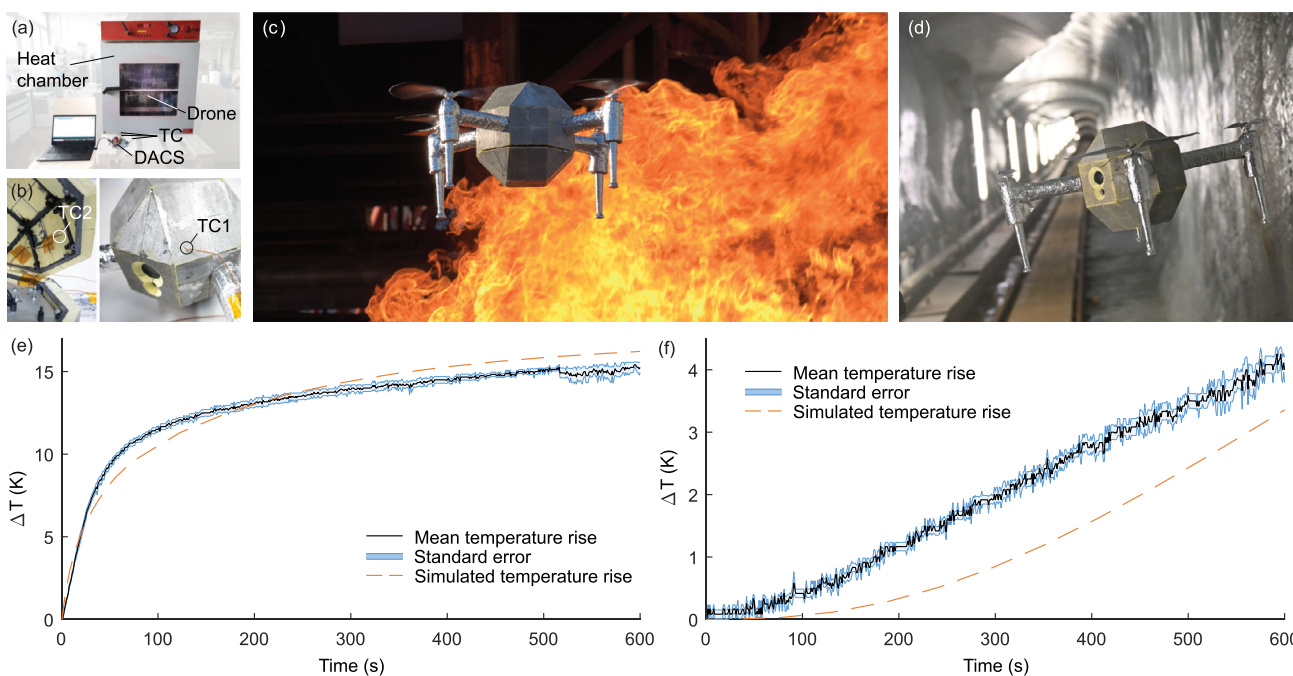 (a)
Heat
chamber
Drone
TC
DACS
(b)
TC2
TC1
(c)
(d)
(e)
ΔT (K)
15
10
5
0
0 100 200 300 400 500 600
Time (s)
Mean temperature rise
Standard error
Simulated temperature rise
(f)
ΔT (K)
4
3
2
1
0
0 100 200 300 400 500 600
Time (s)
Mean temperature rise
Standard error
Simulated temperature rise